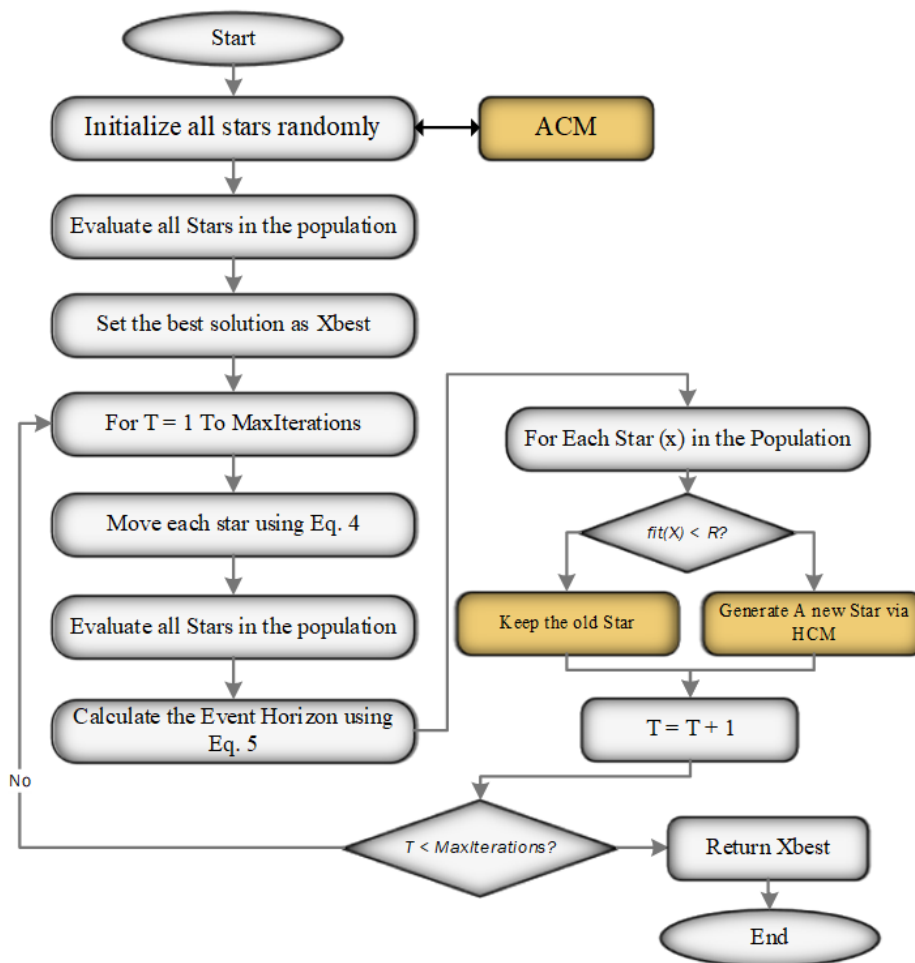 Start
Initialize all stars randomly
ACM
Evaluate all Stars in the population
Set the best solution as Xbest
For T = 1 To MaxIterations
Move each star using Eq. 4
Evaluate all Stars in the population
Calculate the Event Horizon using
Eq. 5
For Each Star (x) in the Population
fit(X) < R?
Keep the old Star
Generate A new Star via
HCM
T = T + 1
No
T < MaxIterations?
Return Xbest
End